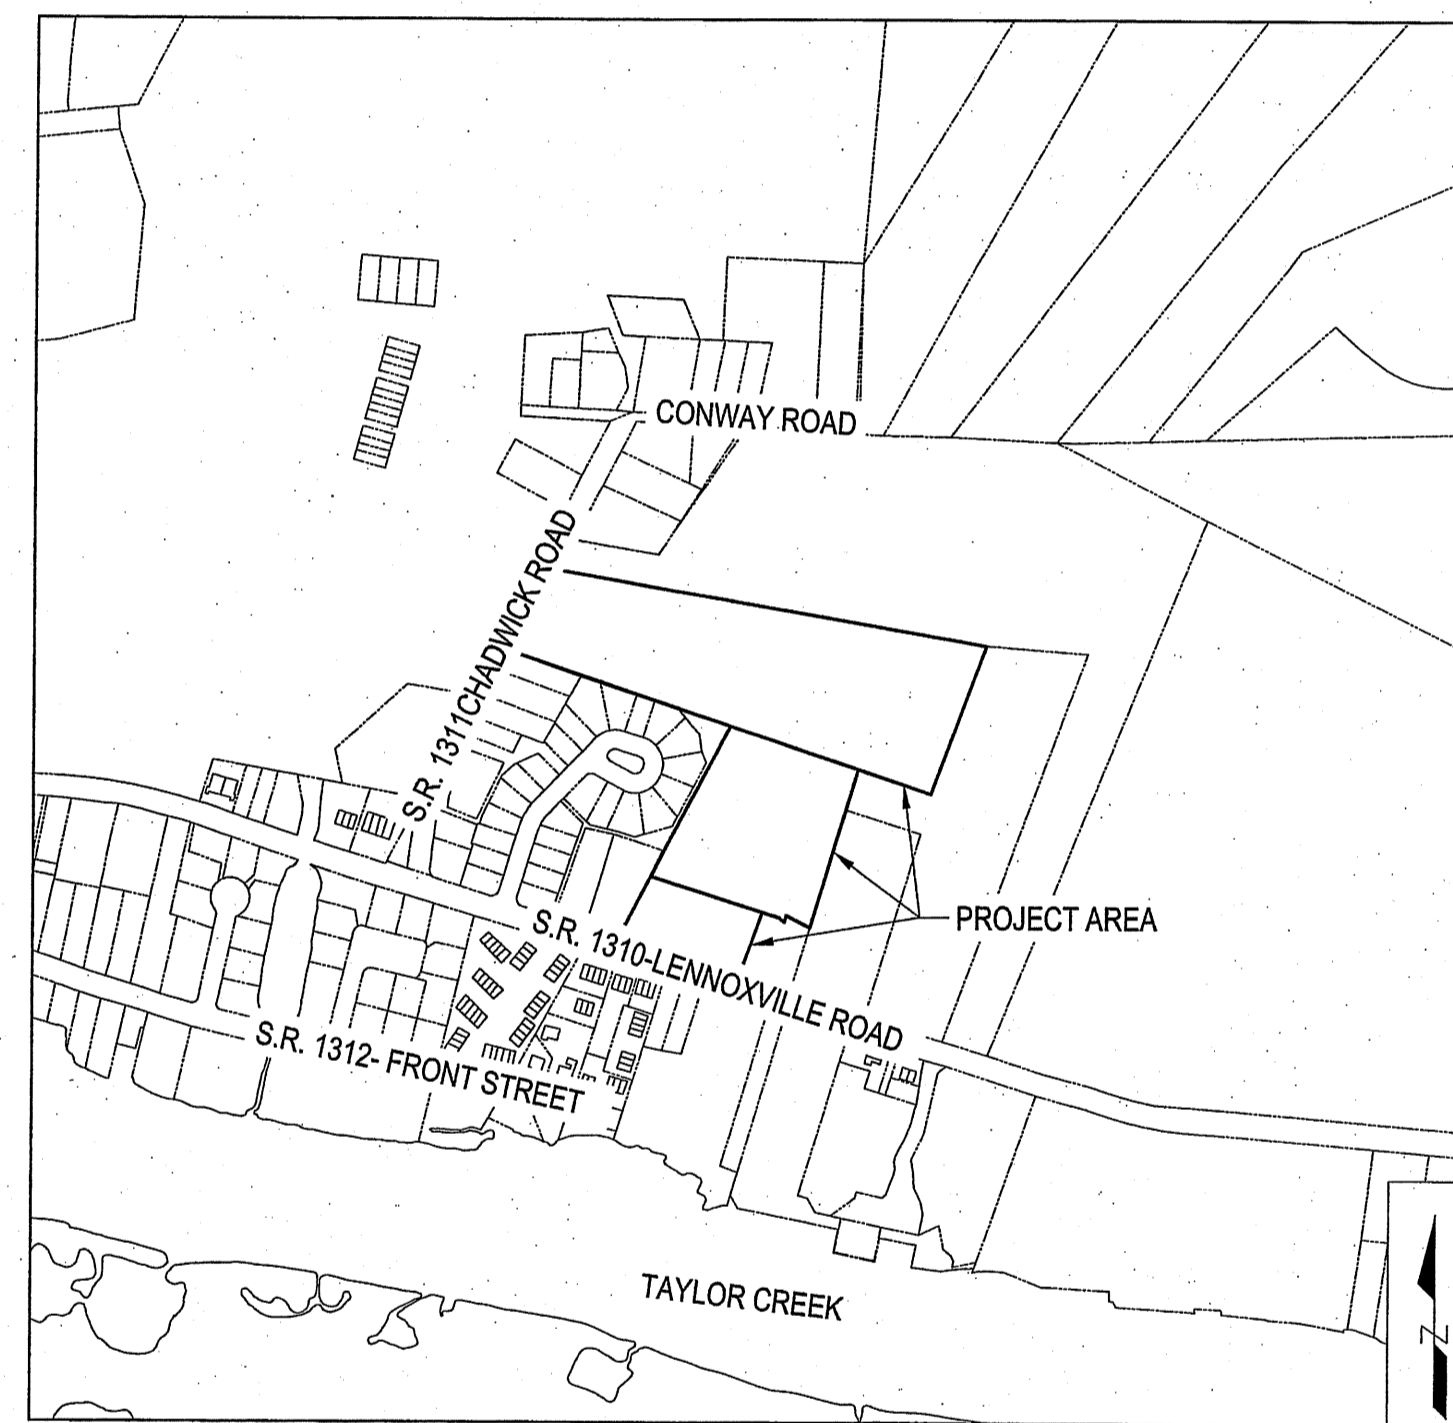 CONWAY ROAD
S.R. 1311CHADWICK ROAD
PROJECT AREA
S.R. 1310-LENNOXVILLE ROAD
S.R. 1312- FRONT STREET
TAYLOR CREEK
N